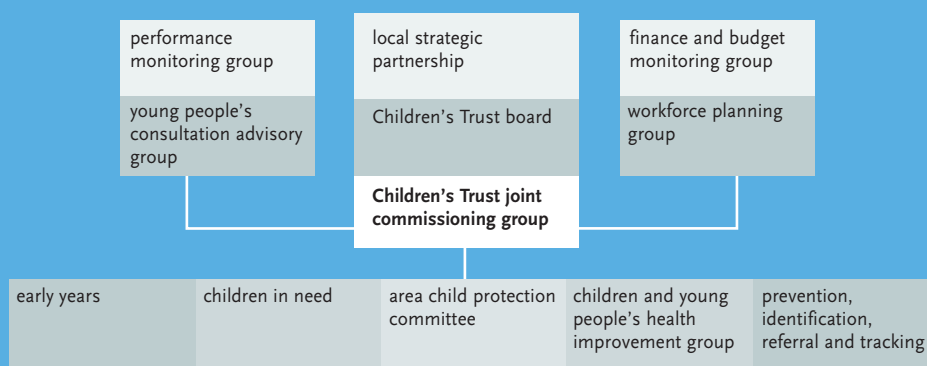 performance
monitoring group
young people's
consultation advisory
group
local strategic
partnership
Children's Trust board
Children's Trust joint
commissioning group
finance and budget
monitoring group
workforce planning
group
early years
children in need
area child protection
committee
children and young
people's health
improvement group
prevention,
identification,
referral and tracking